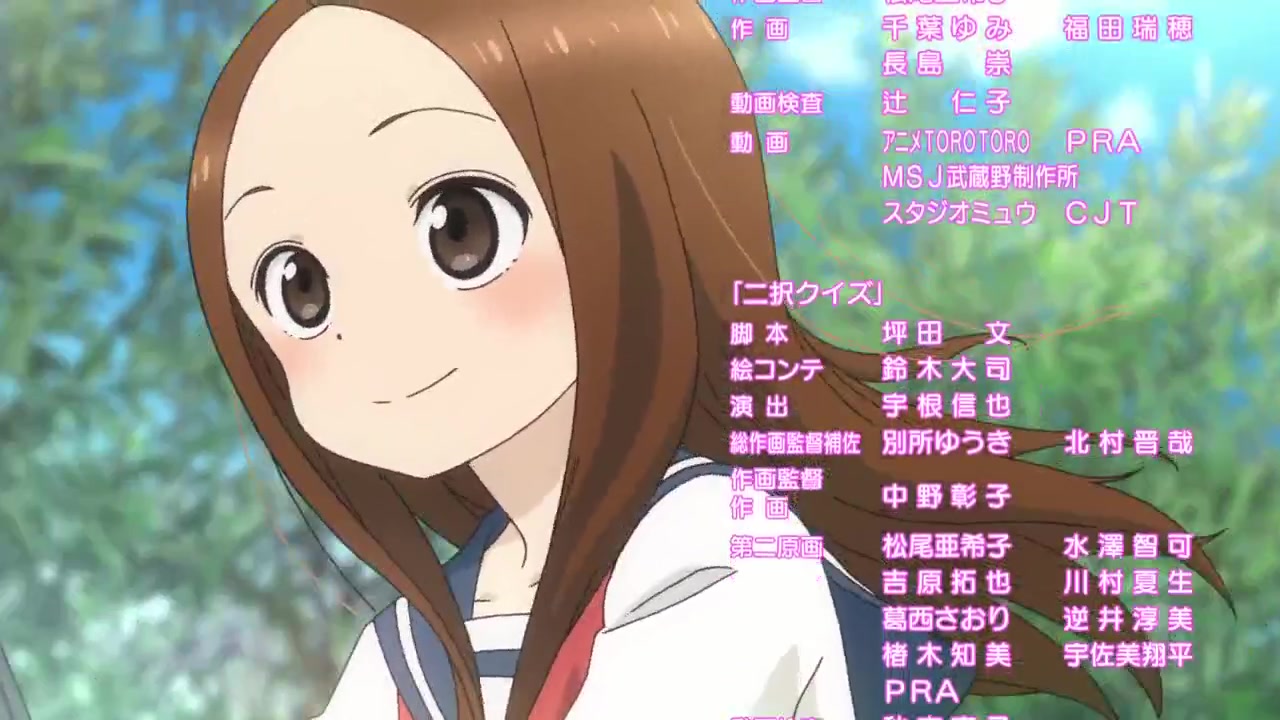 作画 千葉ゆみ 福田瑞穂
長島 崇
動画検査 辻 仁子
動画 アニメTOROTORO PRA
MSJ武蔵野制作所
スタジオミュウ CJT
「二択クイズ」
脚本 坪田 文
絵コンテ 鈴木大司
演出 宇根信也
総作画監督補佐 別所ゆうき 北村晋哉
作画監督
作画 中野彰子
第二原画 松尾亜希子 水澤智可
吉原拓也 川村夏生
葛西さおり 逆井淳美
楮木知美 宇佐美翔平
PRA